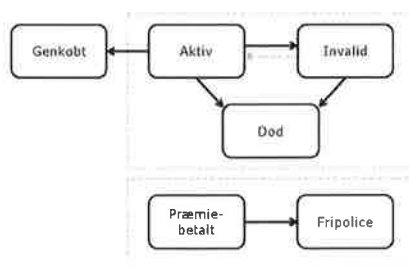 Genkøbt Aktiv Invalid
Død
Præmie-
betalt
Fripolice